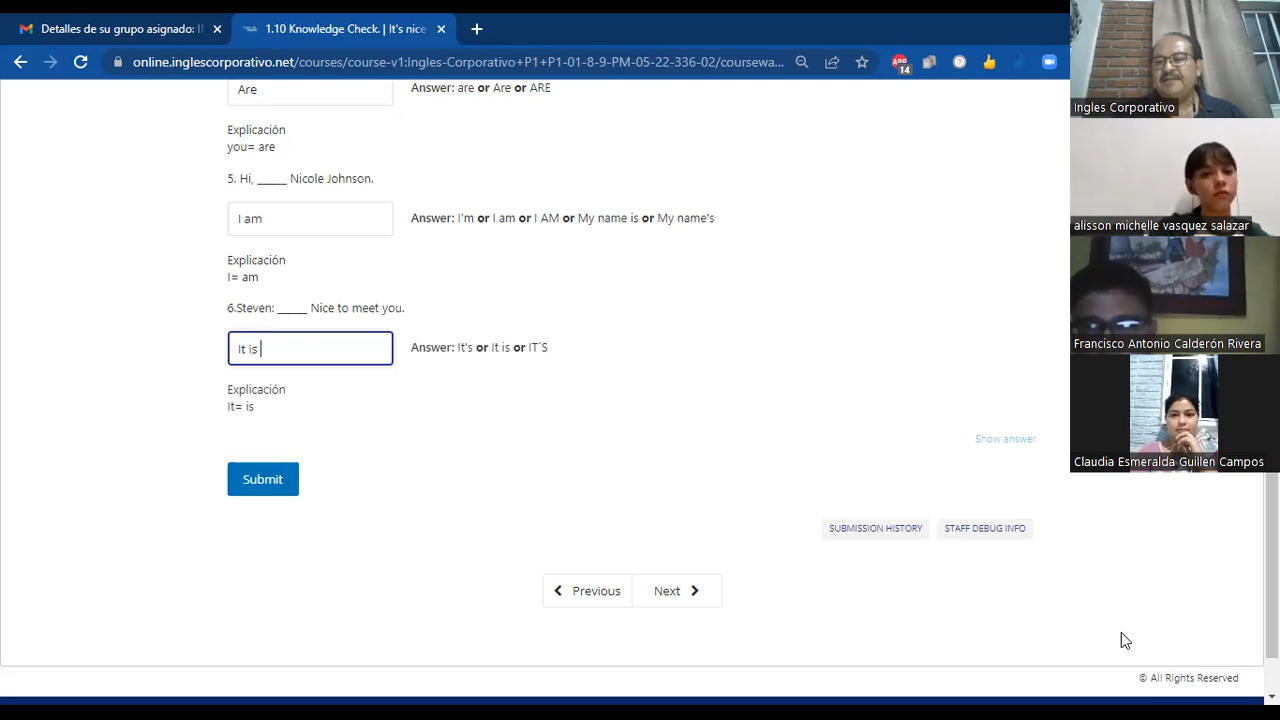 Detalles de su grupo asignado: I
1.10 Knowledge Check. | It's nice
online.inglescorporativo.net/courses/course-v1:Ingles-Corporativo+P1+P1-01-8-9-PM-05-22-336-02/coursewa...
14
Ingles Corporativo
Are
Answer: are or Are or ARE
Explicación
you= are
5. Hi, ______ Nicole Johnson.
I am
Answer: I'm or I am or I AM or My name is or My name's
alisson michelle vasquez salazar
Explicación
I= am
6.Steven: ______ Nice to meet you.
It is
Answer: It's or It is or IT´S
Francisco Antonio Calderón Rivera
Explicación
It= is
Show answer
Claudia Esmeralda Guillen Campos
Submit
SUBMISSION HISTORY
STAFF DEBUG INFO
Previous
Next
© All Rights Reserved